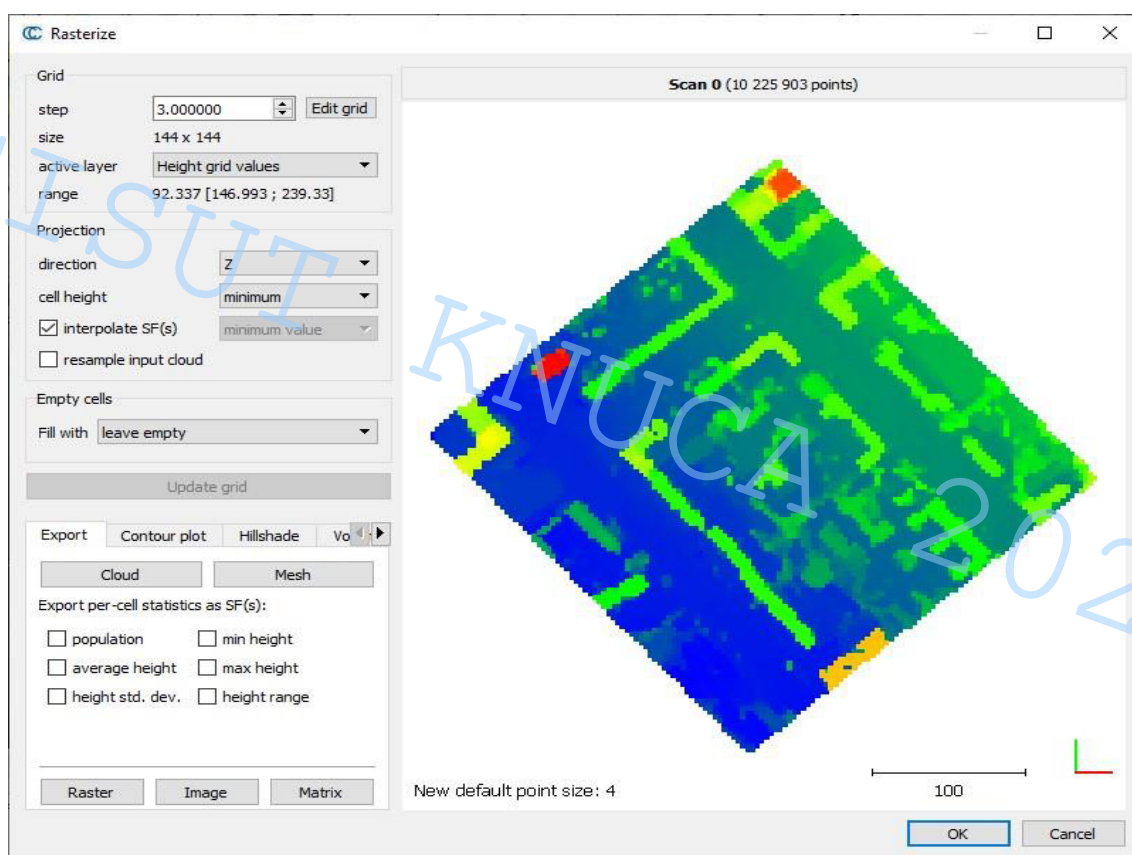 Rasterize
Grid
step 3.000000 Edit grid
size 144 x 144
active layer Height grid values
range 92.337 [146.993 ; 239.33]
Projection
direction Z
cell height minimum
interpolate SF(s) minimum value
resample input cloud
Empty cells
Fill with leave empty
Update grid
Export Contour plot Hillshade Vo
Cloud Mesh
Export per-cell statistics as SF(s):
population min height
average height max height
height std. dev. height range
Raster Image Matrix
Scan 0 (10 225 903 points)
New default point size: 4
100
OK Cancel
ISUT KNUCA 202